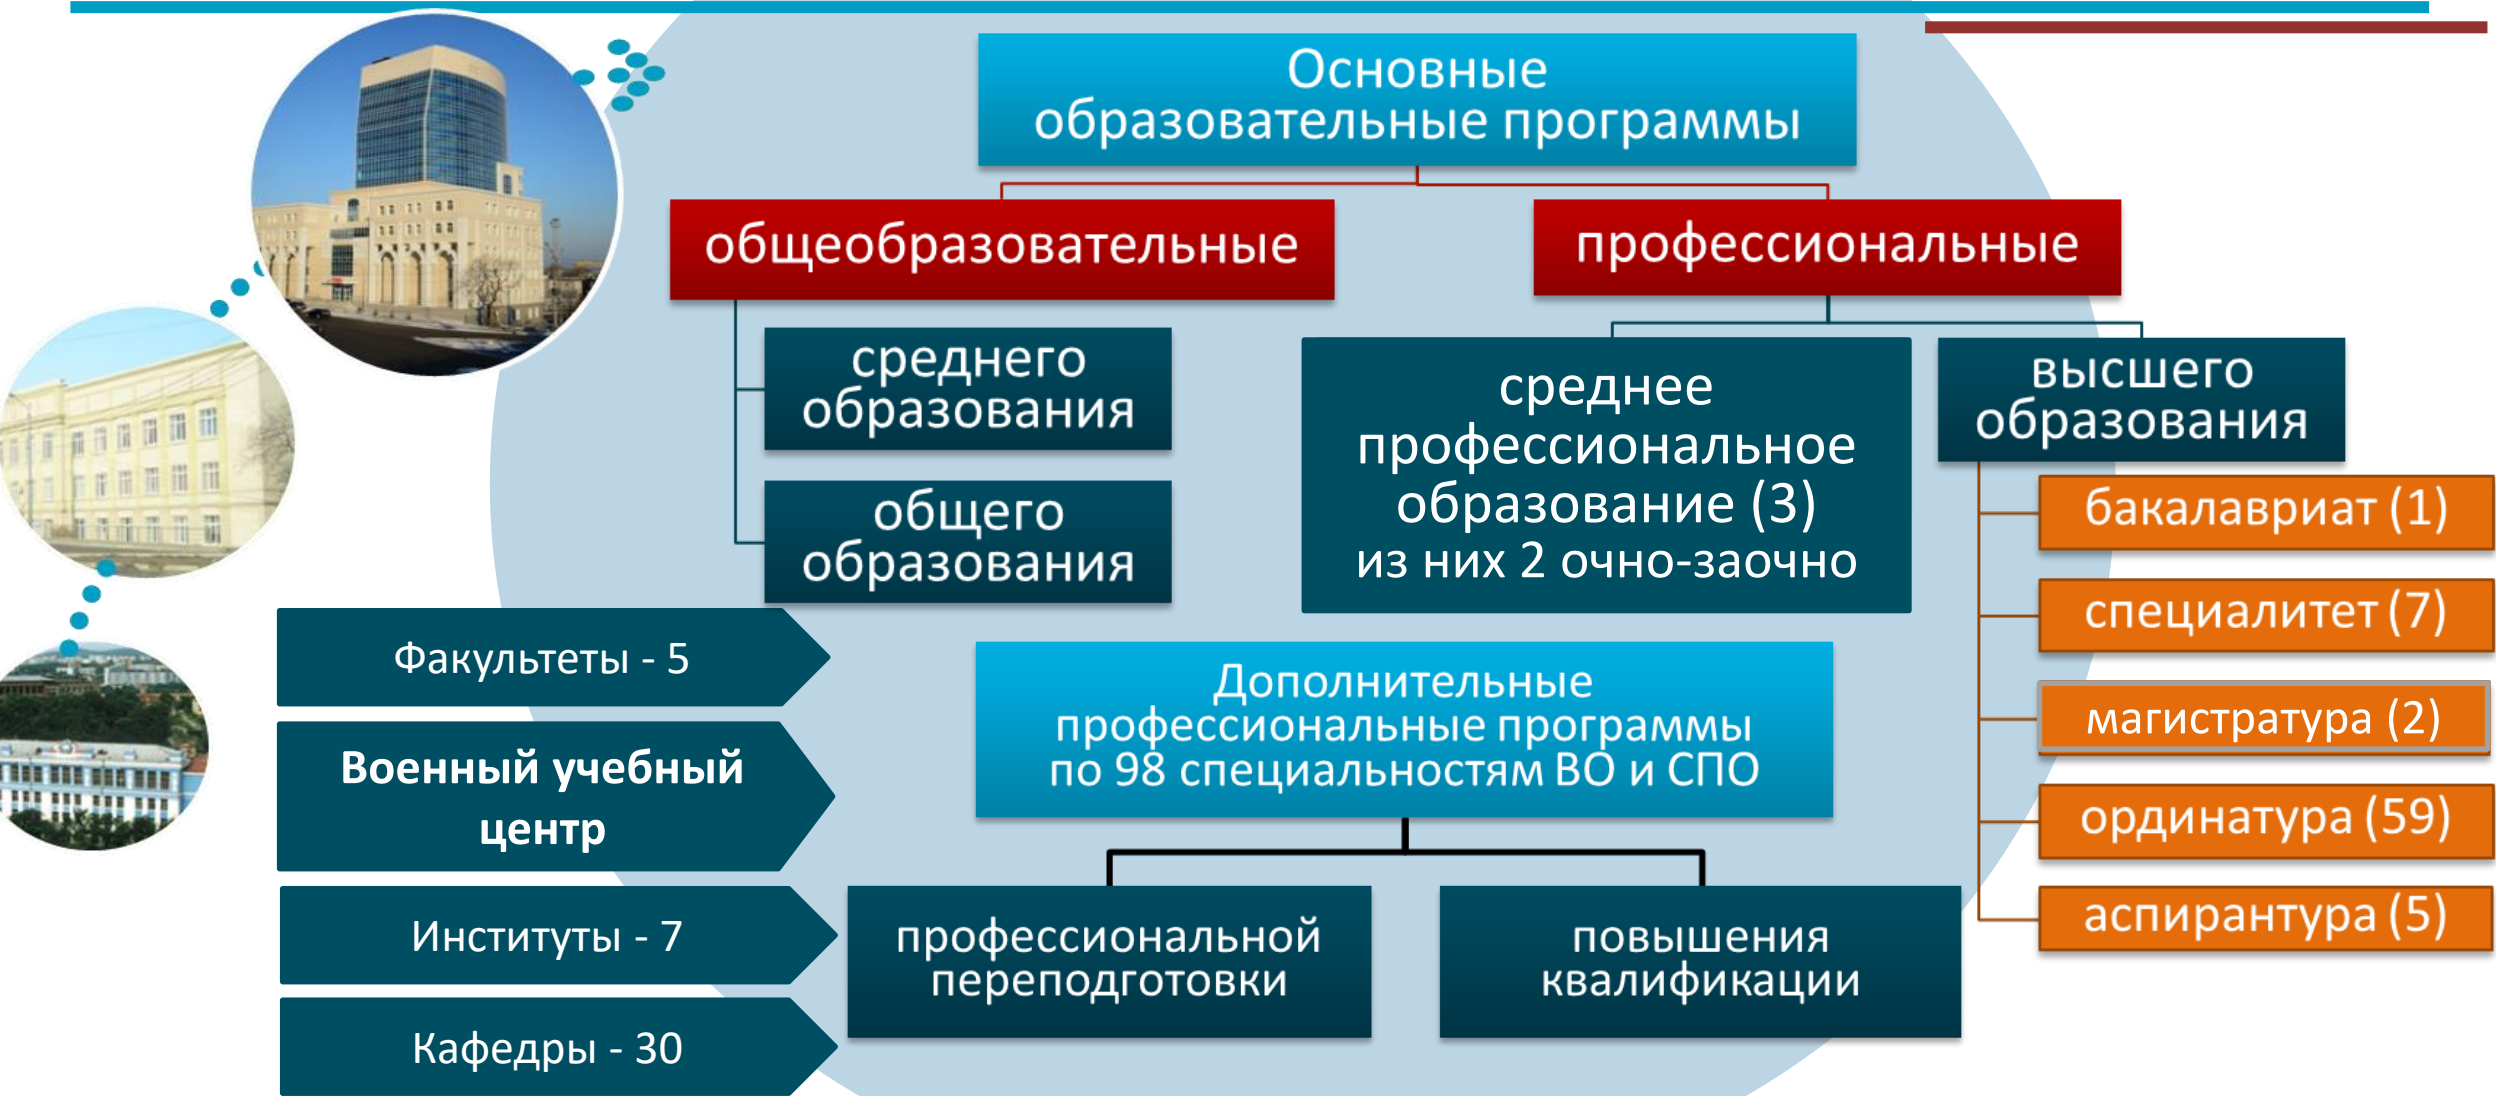 Основные
образовательные программы
общеобразовательные
профессиональные
среднего
образования
общего
образования
среднее
профессиональное
образование (3)
из них 2 очно-заочно
высшего
образования
бакалавриат (1)
специалитет (7)
магистратура (2)
ординатура (59)
аспирантура (5)
Факультеты - 5
Военный учебный
центр
Институты - 7
Кафедры - 30
Дополнительные
профессиональные программы
по 98 специальностям ВО и СПО
профессиональной
переподготовки
повышения
квалификации